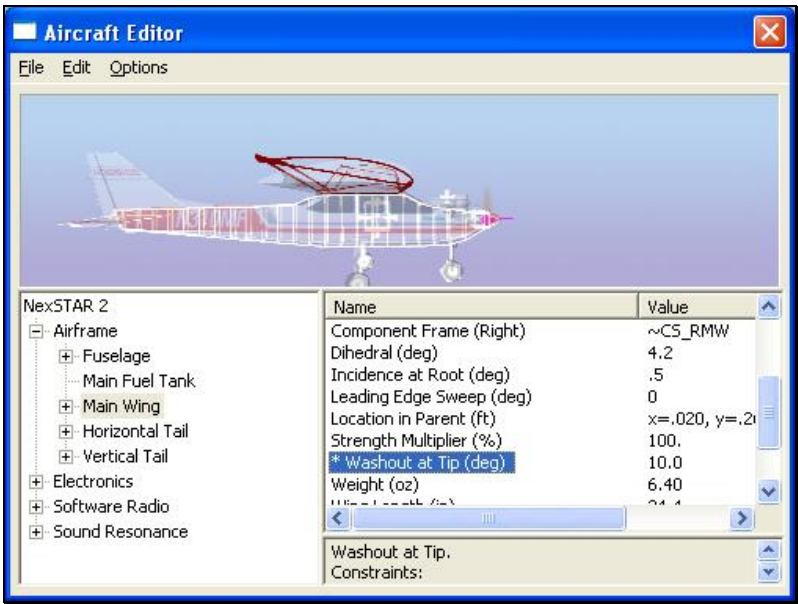 Aircraft Editor
File Edit Options
NexSTAR 2
Airframe
Fuselage
Main Fuel Tank
Main Wing
Horizontal Tail
Vertical Tail
Electronics
Software Radio
Sound Resonance
Name Value
Component Frame (Right) ~CS_RMW
Dihedral (deg) 4.2
Incidence at Root (deg) .5
Leading Edge Sweep (deg) 0
Location in Parent (ft) x=.020, y=.2
Strength Multiplier (%) 100.
* Washout at Tip (deg) 10.0
Weight (oz) 6.40
Washout at Tip.
Constraints: